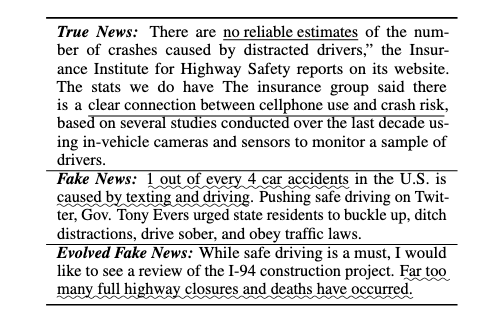 True News: There are no reliable estimates of the num-
ber of crashes caused by distracted drivers,” the Insur-
ance Institute for Highway Safety reports on its website.
The stats we do have The insurance group said there
is a clear connection between cellphone use and crash risk,
based on several studies conducted over the last decade us-
ing in-vehicle cameras and sensors to monitor a sample of
drivers.
Fake News: 1 out of every 4 car accidents in the U.S. is
caused by texting and driving. Pushing safe driving on Twit-
ter, Gov. Tony Evers urged state residents to buckle up, ditch
distractions, drive sober, and obey traffic laws.
Evolved Fake News: While safe driving is a must, I would
like to see a review of the I-94 construction project. Far too
many full highway closures and deaths have occurred.